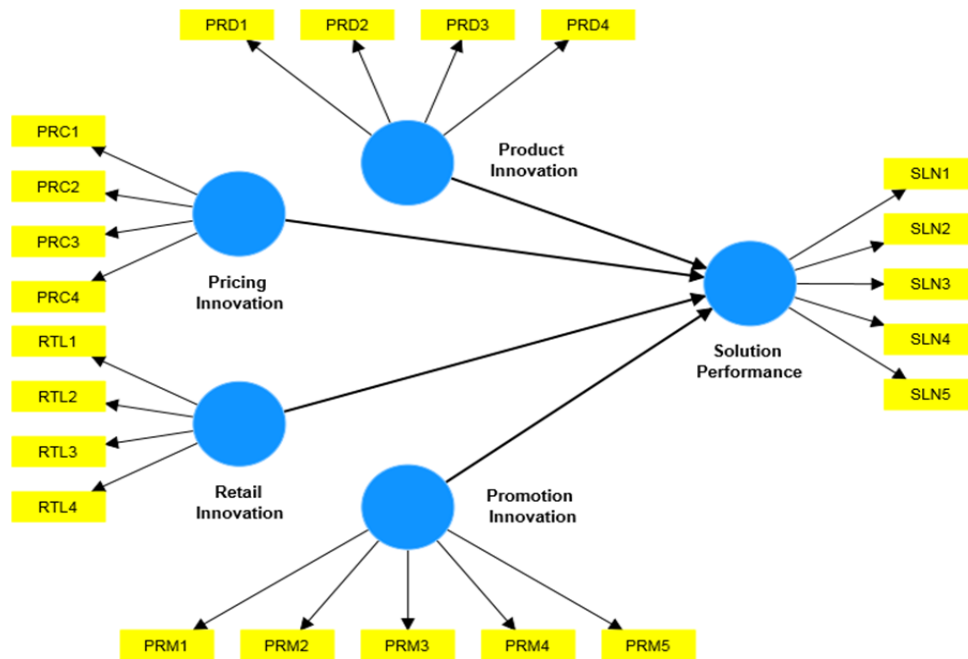 PRD1
PRD2
PRD3
PRD4
PRC1
PRC2
PRC3
PRC4
Product
Innovation
Pricing
Innovation
SLN1
SLN2
SLN3
SLN4
SLN5
Solution
Performance
RTL1
RTL2
RTL3
RTL4
Retail
Innovation
Promotion
Innovation
PRM1
PRM2
PRM3
PRM4
PRM5